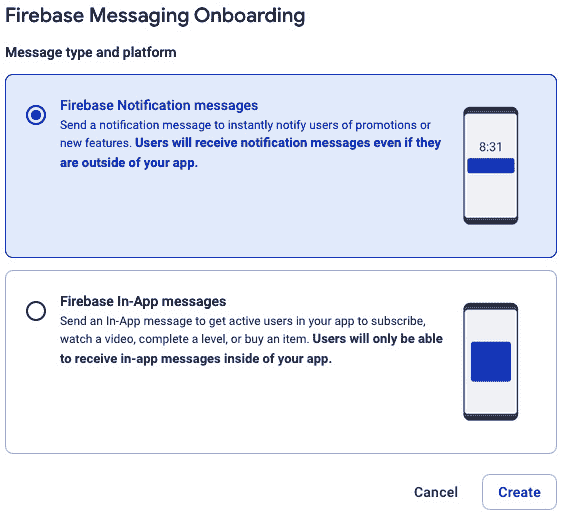 Firebase Messaging Onboarding
Message type and platform
Firebase Notification messages
Send a notification message to instantly notify users of promotions or
new features. Users will receive notification messages even if they
are outside of your app.
8:31
Firebase In-App messages
Send an In-App message to get active users in your app to subscribe,
watch a video, complete a level, or buy an item. Users will only be able
to receive in-app messages inside of your app.
Cancel
Create